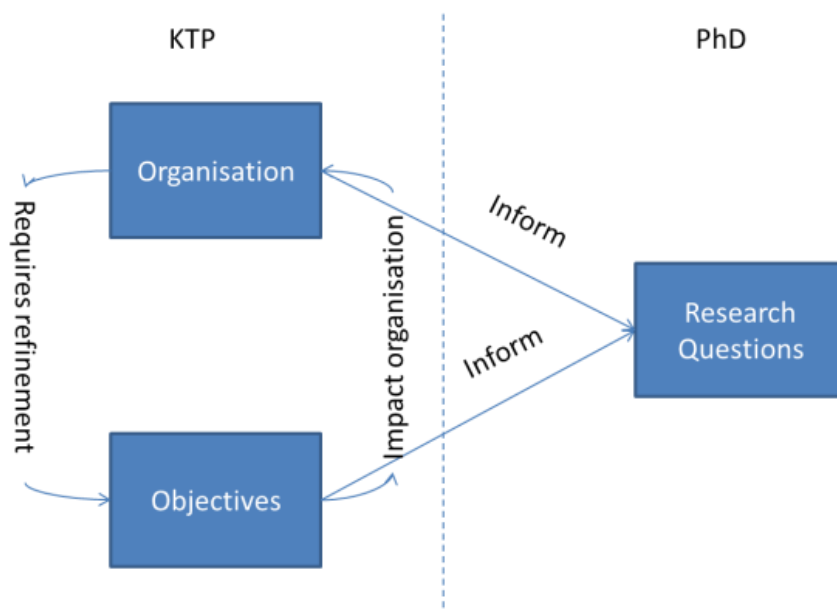 KTP
PhD
Organisation
Requires refinement
Impact organisation
Inform
Inform
Research
Questions
Objectives